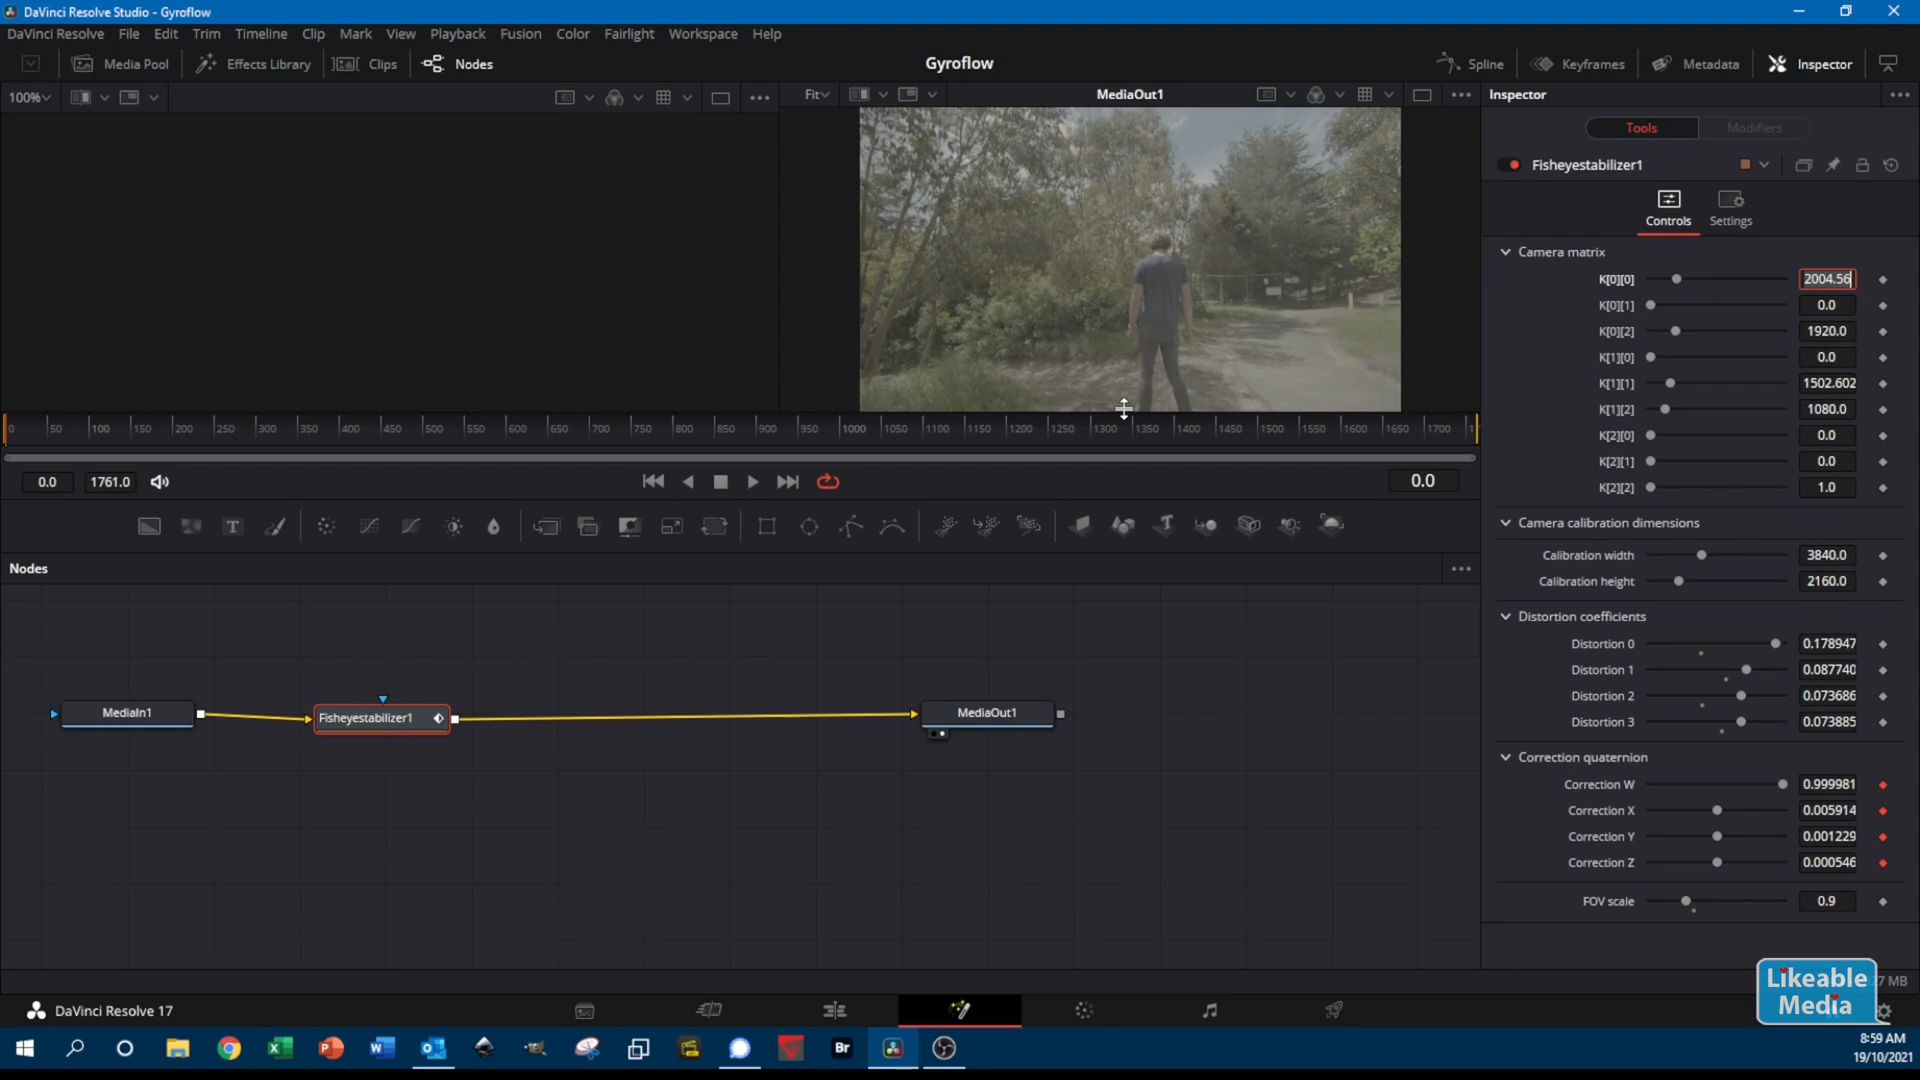 DaVinci Resolve Studio - Gyroflow
DaVinci Resolve File Edit Trim Timeline Clip Mark View Playback Fusion Color Fairlight Workspace Help
Media Pool Effects Library Clips Nodes Gyroflow Spline Keyframes Metadata Inspector
100% Fit MediaOut1 Inspector
Tools Modifiers
Fisheyestabilizer1
Controls Settings
Camera matrix
K[0][0] 2004.56
K[0][1] 0.0
K[0][2] 1920.0
K[1][0] 0.0
K[1][1] 1502.602
K[1][2] 1080.0
K[2][0] 0.0
K[2][1] 0.0
K[2][2] 1.0
0 50 100 150 200 250 300 350 400 450 500 550 600 650 700 750 800 850 900 950 1000 1050 1100 1150 1200 1250 1300 1350 1400 1450 1500 1550 1600 1650 1700
0.0 1761.0 0.0
Camera calibration dimensions
Calibration width 3840.0
Calibration height 2160.0
Nodes
Distortion coefficients
Distortion 0 0.178947
Distortion 1 0.087740
Distortion 2 0.073686
Distortion 3 0.073885
MediaIn1 Fisheyestabilizer1 MediaOut1
Correction quaternion
Correction W 0.999981
Correction X 0.005914
Correction Y 0.001229
Correction Z 0.000546
FOV scale 0.9
Likeable
Media
MB
DaVinci Resolve 17
Br
8:59 AM
19/10/2021